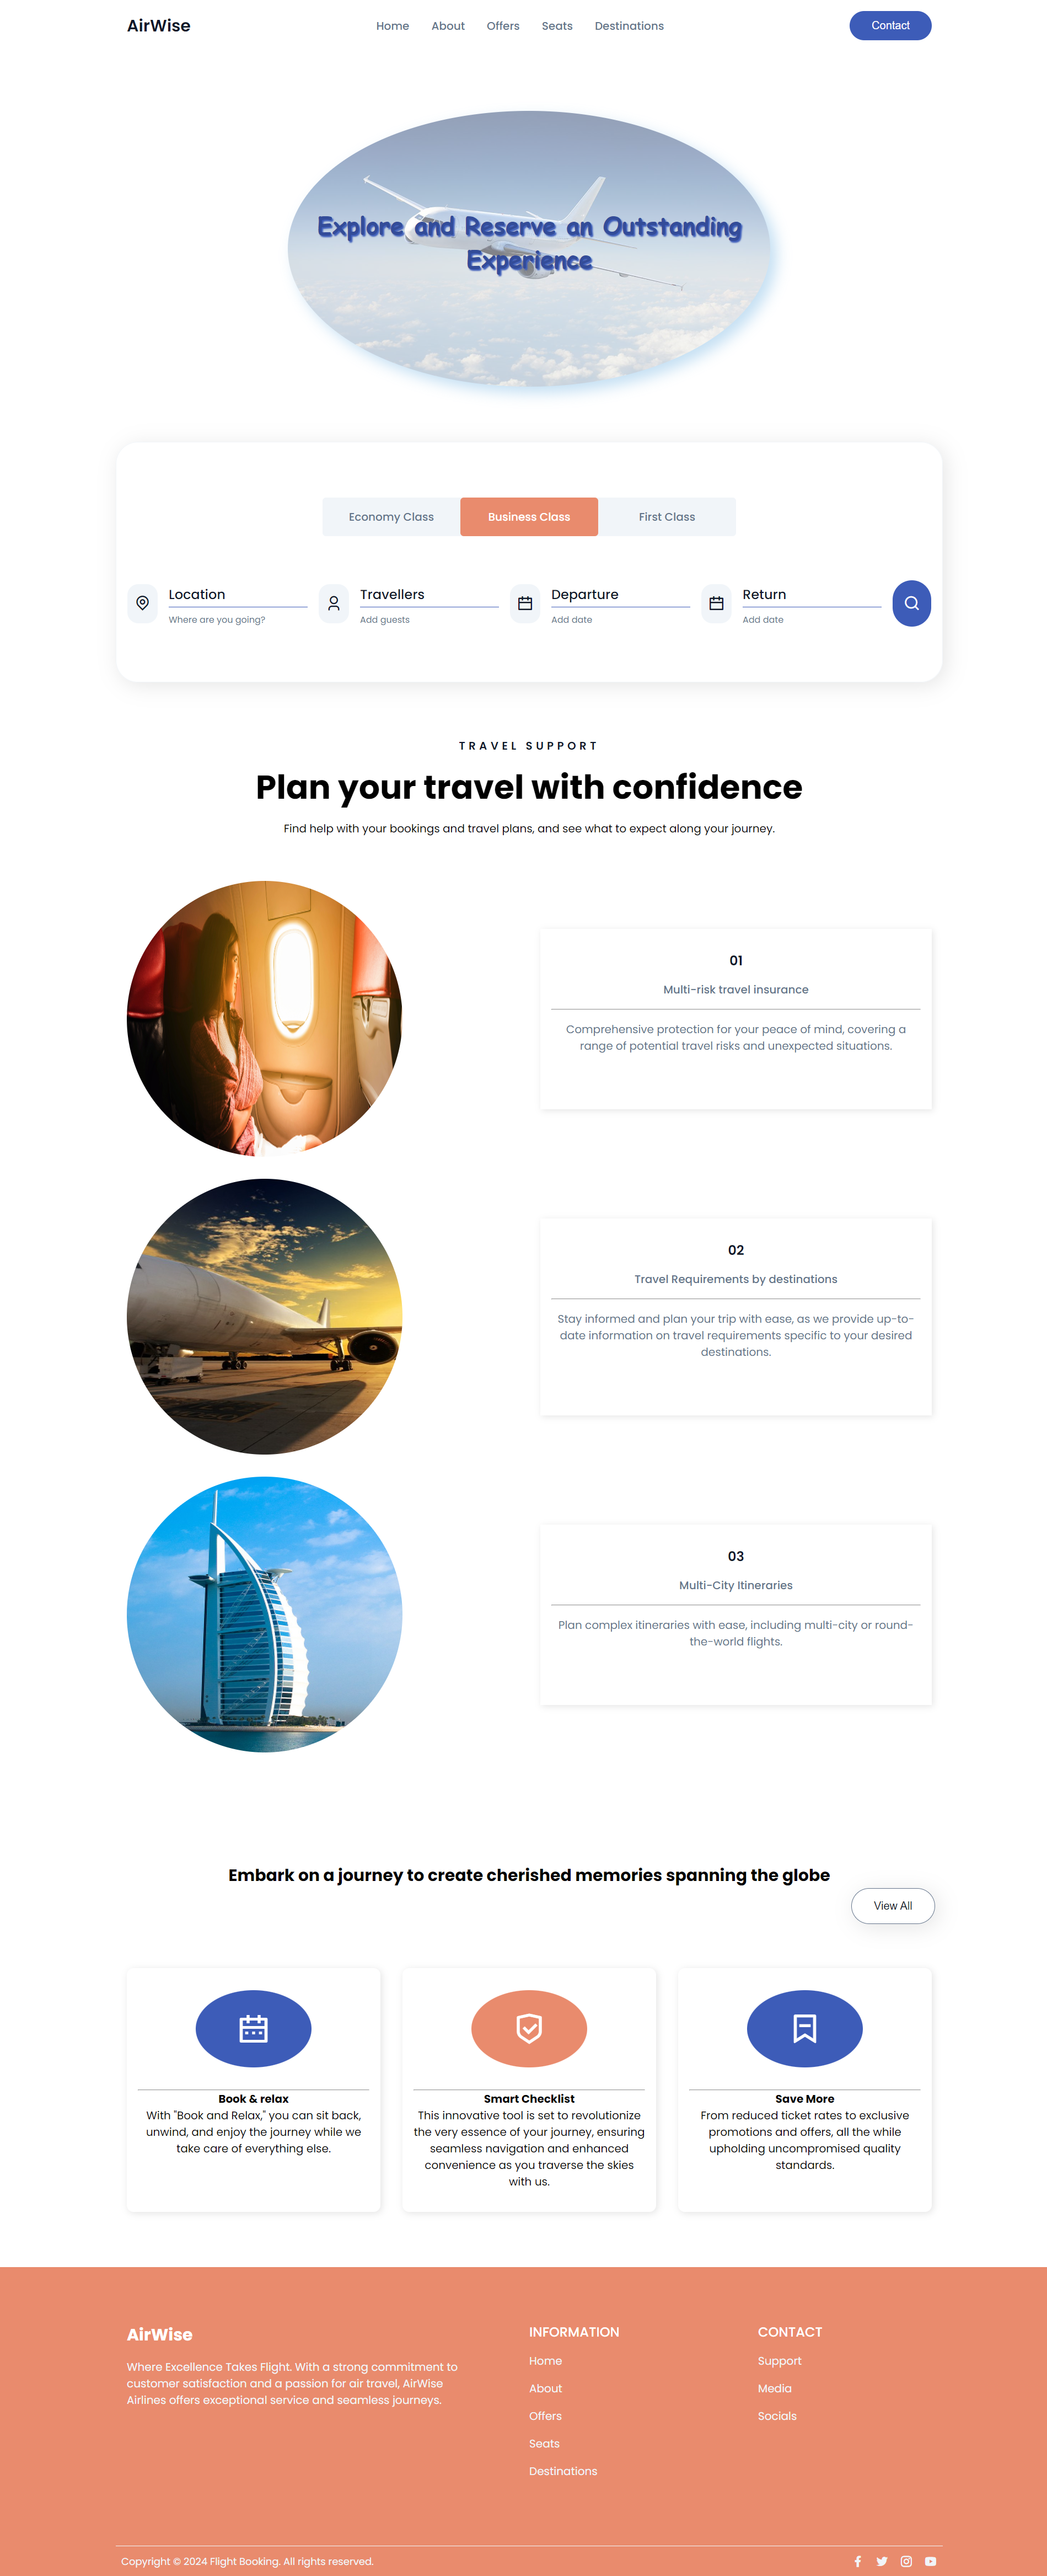 AirWise
Home About Offers Seats Destinations
Contact
Explore and Reserve an Outstanding
Experience
Economy Class
Business Class
First Class
Location
Where are you going?
Travellers
Add guests
Departure
Add date
Return
Add date
TRAVEL SUPPORT
Plan your travel with confidence
Find help with your bookings and travel plans, and see what to expect along your journey.
01
Multi-risk travel insurance
Comprehensive protection for your peace of mind, covering a
range of potential travel risks and unexpected situations.
02
Travel Requirements by destinations
Stay informed and plan your trip with ease, as we provide up-to-
date information on travel requirements specific to your desired
destinations.
03
Multi-City Itineraries
Plan complex itineraries with ease, including multi-city or round-
the-world flights.
Embark on a journey to create cherished memories spanning the globe
View All
Book & relax
With "Book and Relax," you can sit back,
unwind, and enjoy the journey while we
take care of everything else.
Smart Checklist
This innovative tool is set to revolutionize
the very essence of your journey, ensuring
seamless navigation and enhanced
convenience as you traverse the skies
with us.
Save More
From reduced ticket rates to exclusive
promotions and offers, all the while
upholding uncompromised quality
standards.
AirWise
Where Excellence Takes Flight. With a strong commitment to
customer satisfaction and a passion for air travel, AirWise
Airlines offers exceptional service and seamless journeys.
INFORMATION
Home
About
Offers
Seats
Destinations
CONTACT
Support
Media
Socials
Copyright © 2024 Flight Booking. All rights reserved.